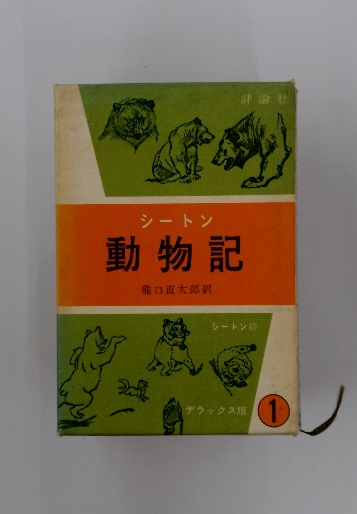 評論社
シートン
動物記
龍口直太郎訳
シートン絵
デラックス版
1